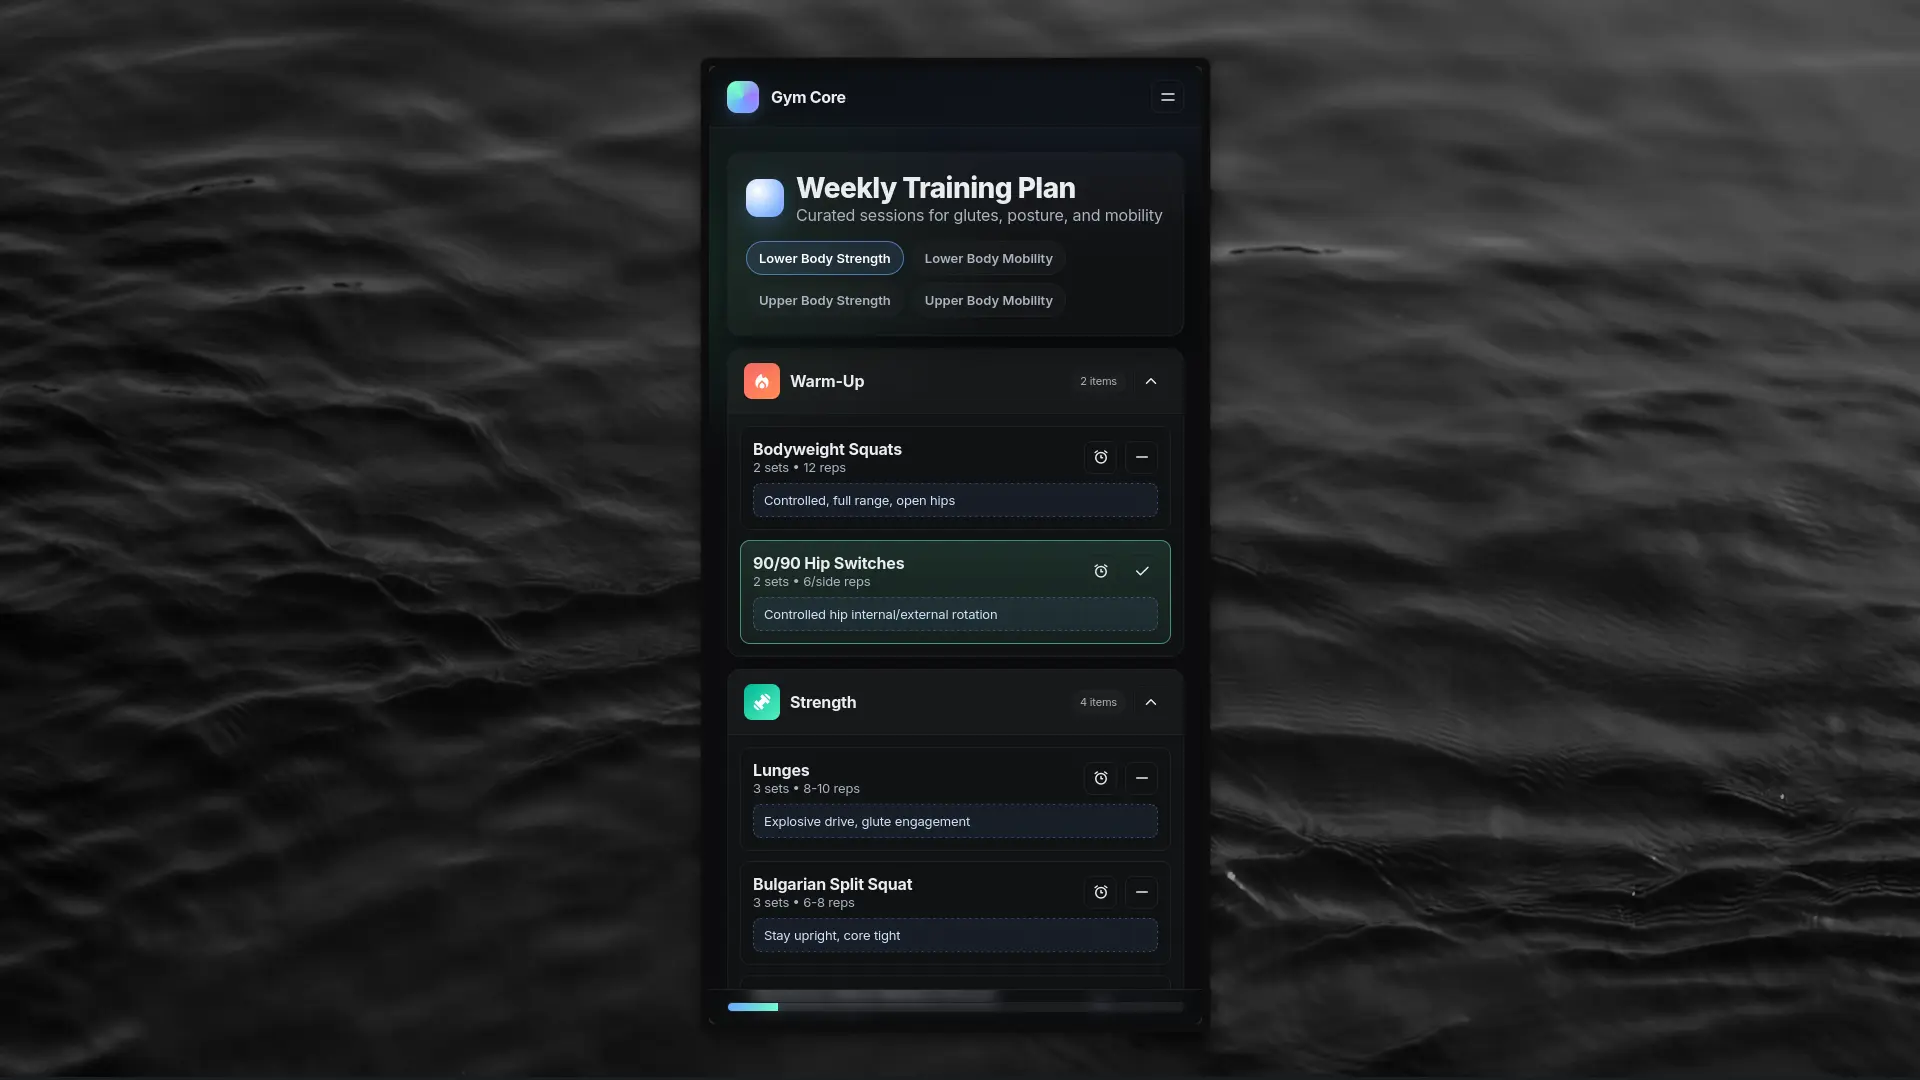 Gym Core
Weekly Training Plan
Curated sessions for glutes, posture, and mobility
Lower Body Strength
Lower Body Mobility
Upper Body Strength
Upper Body Mobility
Warm-Up
2 items
Bodyweight Squats
2 sets • 12 reps
Controlled, full range, open hips
90/90 Hip Switches
2 sets • 6/side reps
Controlled hip internal/external rotation
Strength
4 items
Lunges
3 sets • 8-10 reps
Explosive drive, glute engagement
Bulgarian Split Squat
3 sets • 6-8 reps
Stay upright, core tight